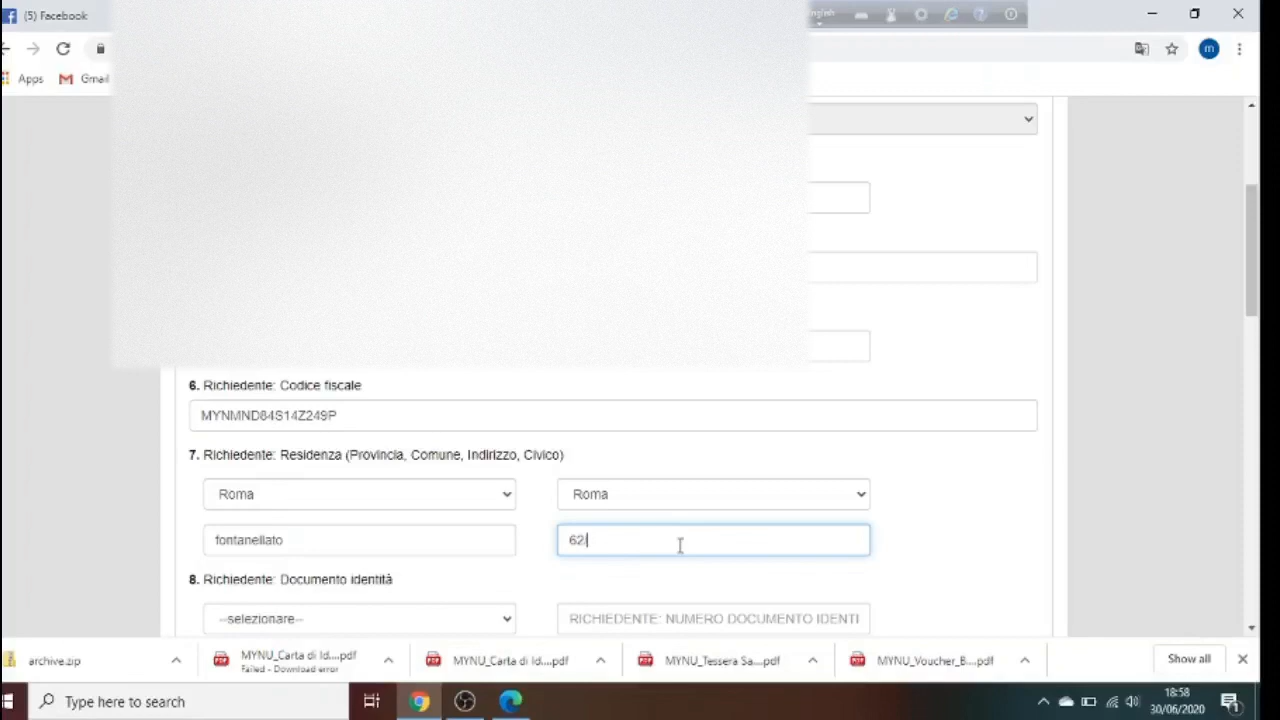 (5) Facebook
nglish
m
Apps
Gmail
6. Richiedente: Codice fiscale
MYNMND84S14Z249P
7. Richiedente: Residenza (Provincia, Comune, Indirizzo, Civico)
Roma
Roma
fontanellato
62
8. Richiedente: Documento identità
--selezionare--
RICHIEDENTE: NUMERO DOCUMENTO IDENTI
archive.zip
MYNU_Carta di Id....pdf
Failed - Download error
MYNU_Carta di Id....pdf
MYNU_Tessera Sa....pdf
MYNU_Voucher_B....pdf
Show all
Type here to search
18:58
30/06/2020
1